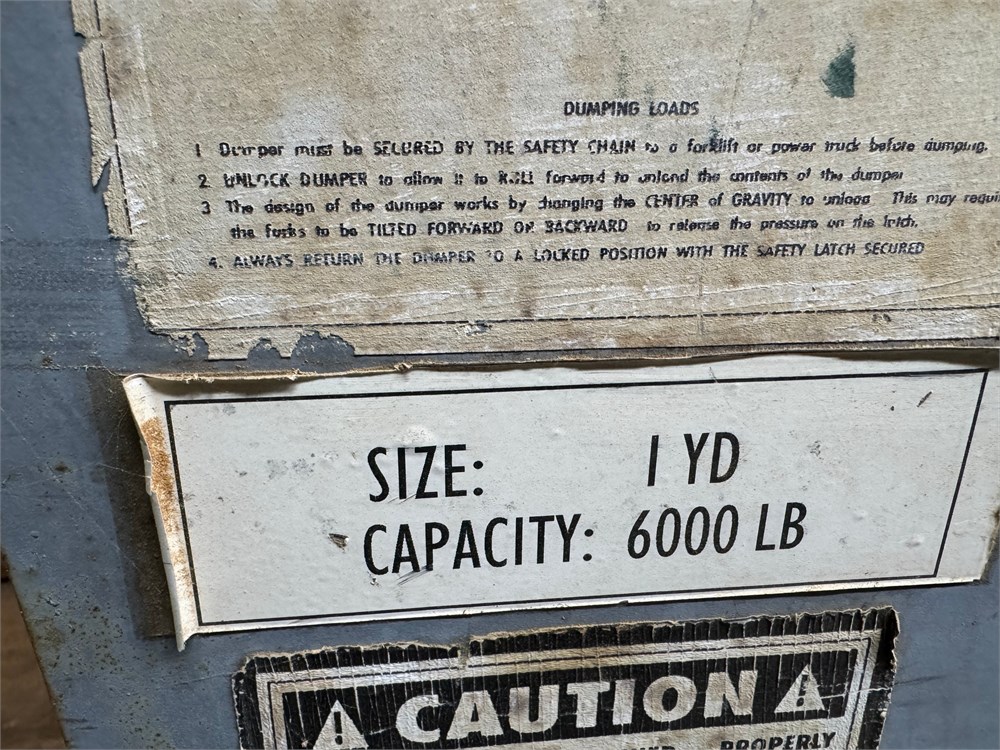 DUMPING LOADS
1 Dumper must be SECURED BY THE SAFETY CHAIN to a forklift or power truck before dumping.
2 UNLOCK DUMPER to allow it to ROLL forward to unload the contents of the dumper
3 The design of the dumper works by changing the CENTER of GRAVITY to unload This may requi
the forks to be TILTED FORWARD OR BACKWARD to release the pressure on the latch.
4. ALWAYS RETURN THE DUMPER TO A LOCKED POSITION WITH THE SAFETY LATCH SECURED
SIZE: 1 YD
CAPACITY: 6000 LB
CAUTION
PROPERLY